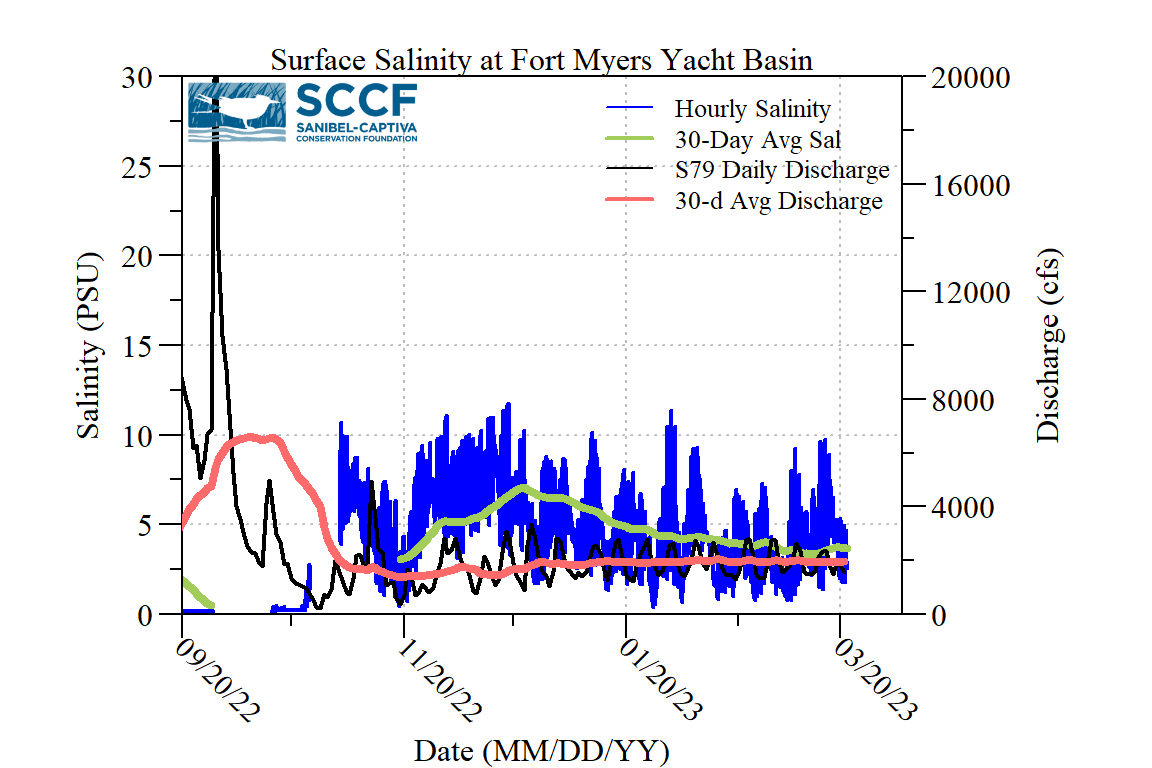 Surface Salinity at Fort Myers Yacht Basin
SCCF
SANIBEL-CAPTIVA
CONSERVATION FOUNDATION
Hourly Salinity
30-Day Avg Sal
S79 Daily Discharge
30-d Avg Discharge
Salinity (PSU)
30
25
20
15
10
5
0
20000
16000
12000
8000
4000
0
Discharge (cfs)
09/20/22
11/20/22
01/20/23
03/20/23
Date (MM/DD/YY)